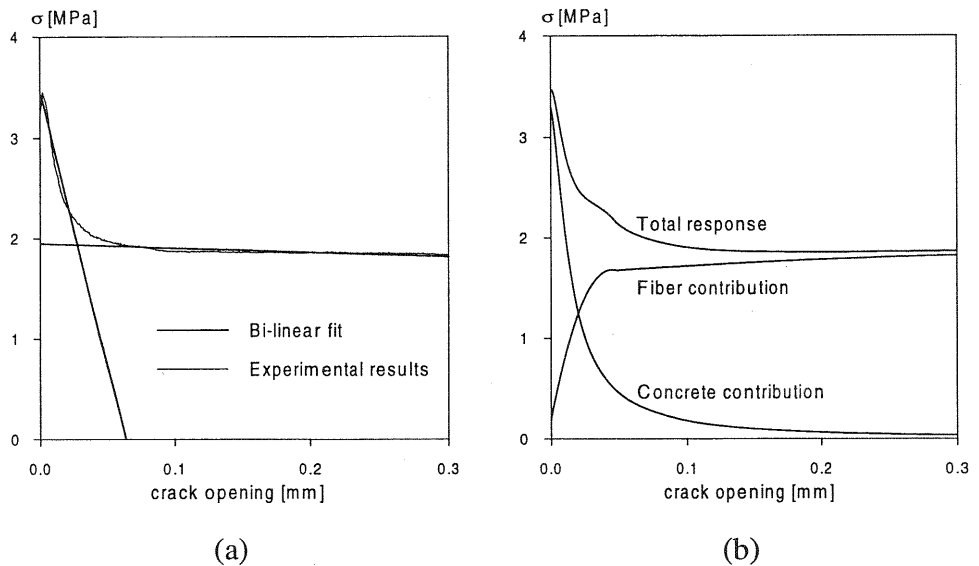 σ [MPa]
4
3
2
1
0
Bi-linear fit
Experimental results
0.0 0.1 0.2 0.3
crack opening [mm]
(a)
σ [MPa]
4
3
2
1
0
Total response
Fiber contribution
Concrete contribution
0.0 0.1 0.2 0.3
crack opening [mm]
(b)